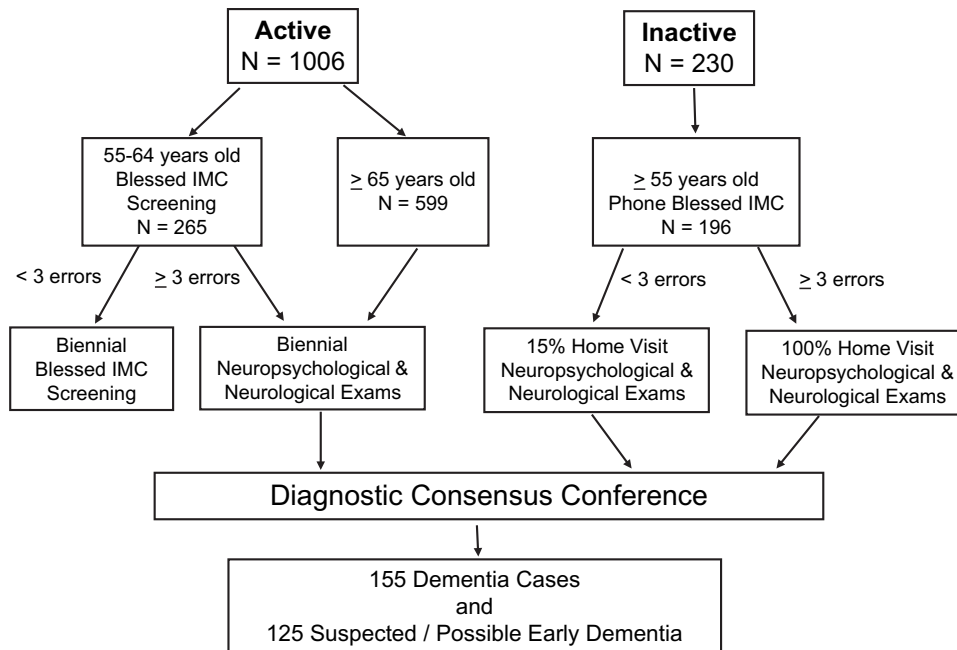 Active
N = 1006
Inactive
N = 230
55-64 years old
Blessed IMC
Screening
N = 265
≥ 65 years old
N = 599
≥ 55 years old
Phone Blessed IMC
N = 196
< 3 errors
≥ 3 errors
< 3 errors
≥ 3 errors
Biennial
Blessed IMC
Screening
Biennial
Neuropsychological &
Neurological Exams
15% Home Visit
Neuropsychological &
Neurological Exams
100% Home Visit
Neuropsychological &
Neurological Exams
Diagnostic Consensus Conference
155 Dementia Cases
and
125 Suspected / Possible Early Dementia